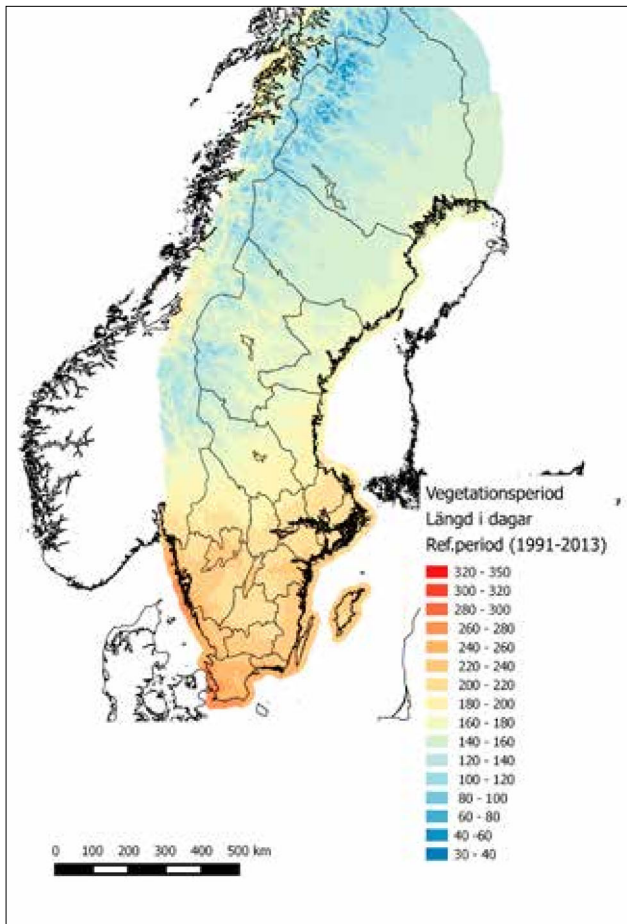 Vegetationsperiod
Längd i dagar
Ref.period (1991-2013)
320 - 350
300 - 320
280 - 300
260 - 280
240 - 260
220 - 240
200 - 220
180 - 200
160 - 180
140 - 160
120 - 140
100 - 120
80 - 100
60 - 80
40 -60
30 - 40
0 100 200 300 400 500 km